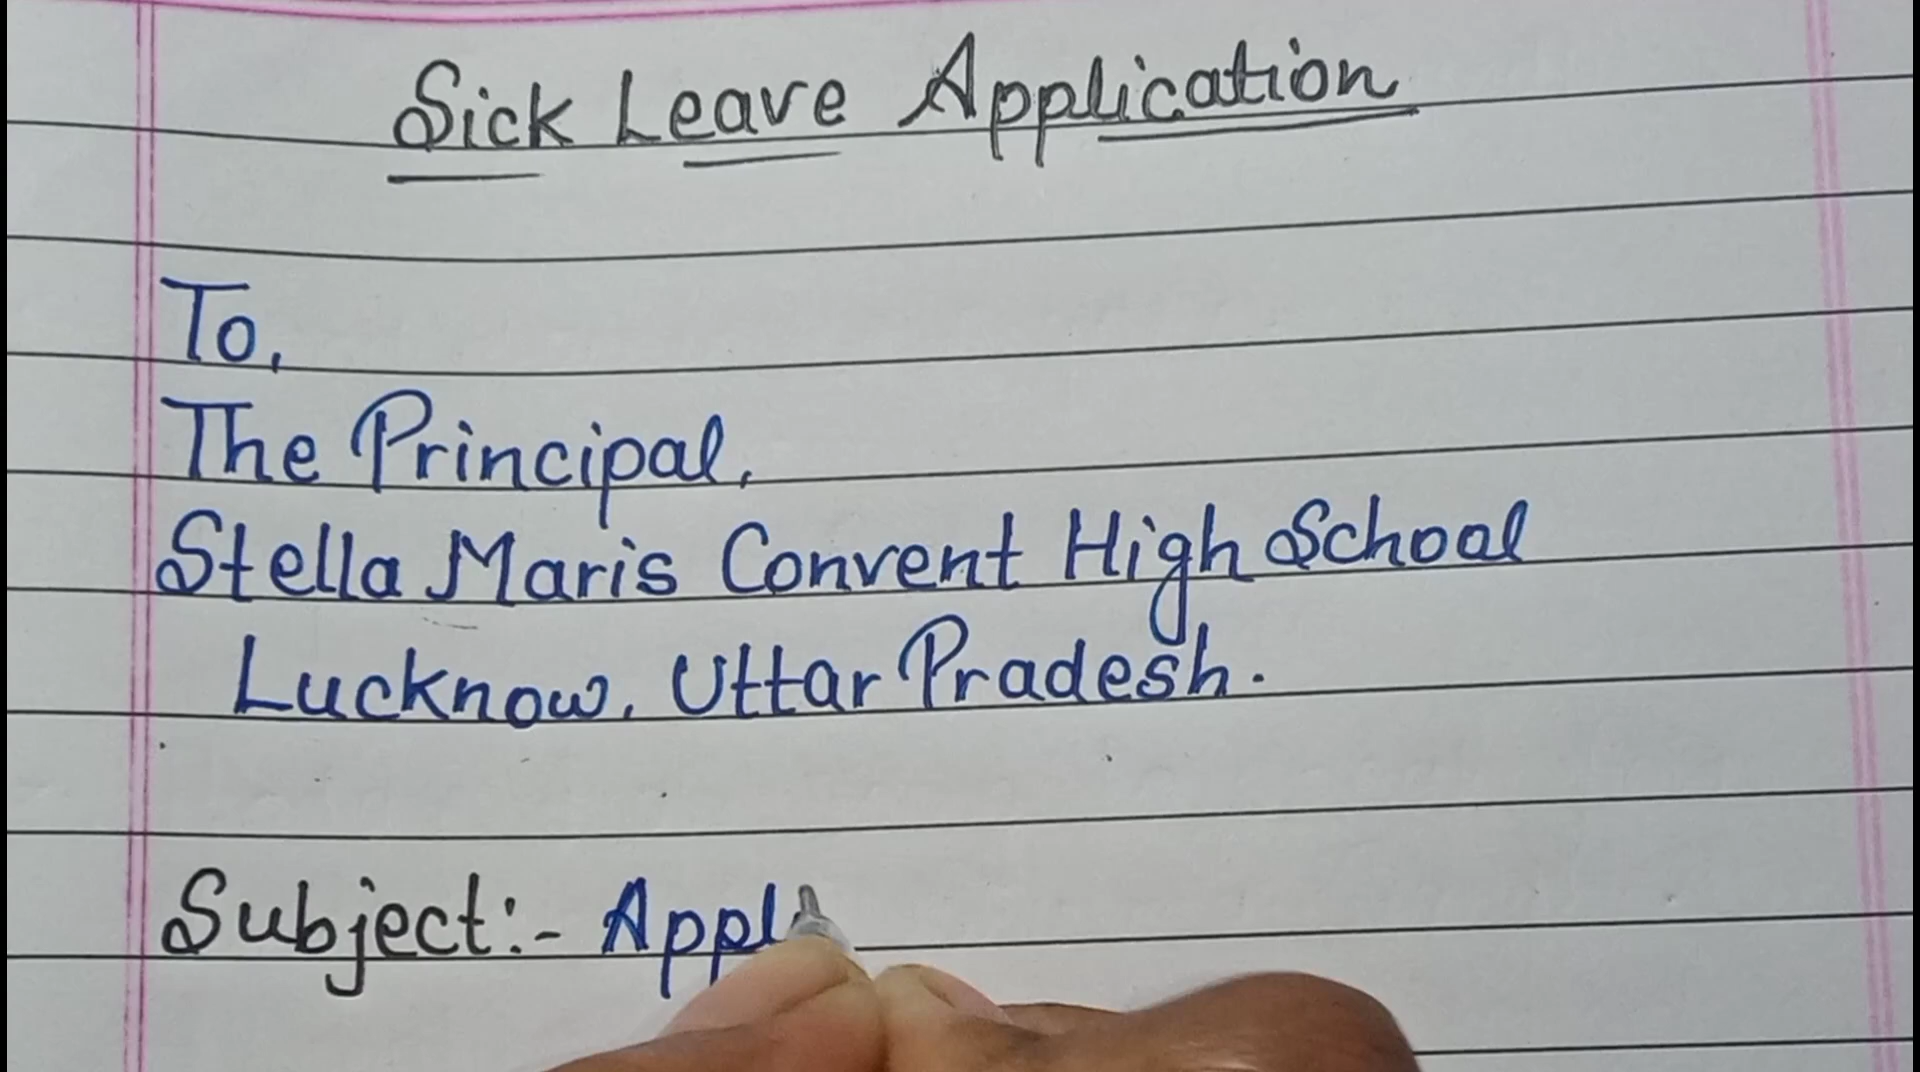 Sick Leave Application
To,
The Principal,
Stella Maris Convent High School
Lucknow, Uttar Pradesh.
Subject:- Appl